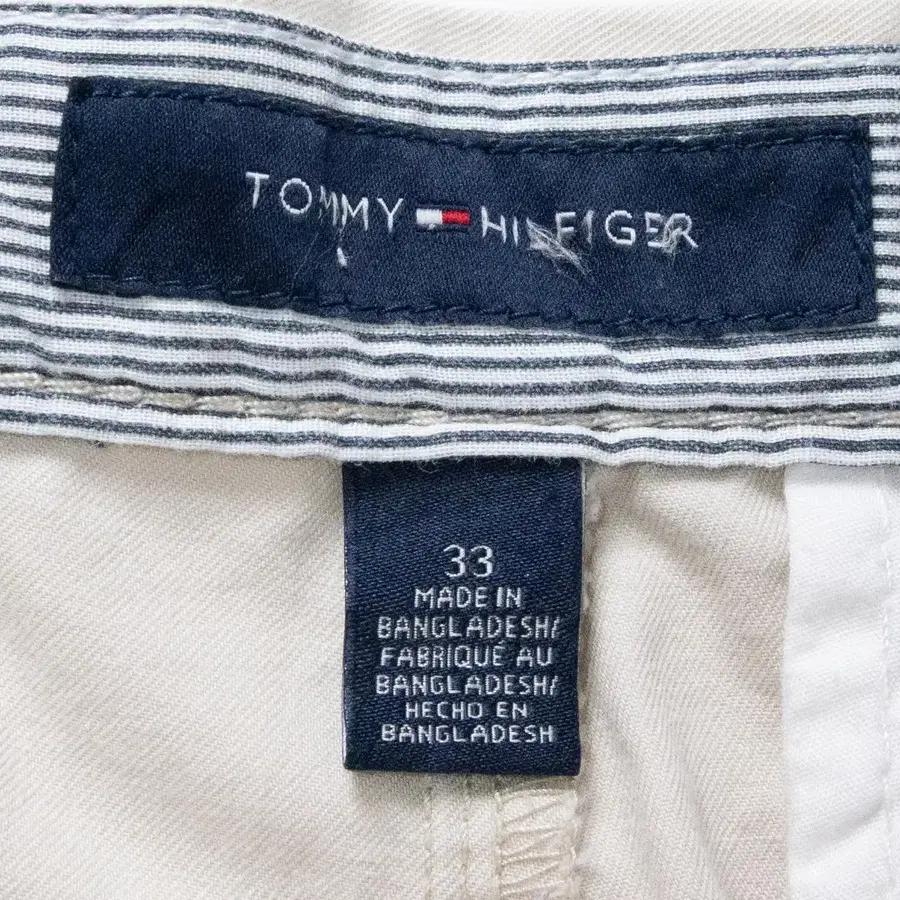 TOMMY HILFIGER
33
MADE IN
BANGLADESH/
FABRIQUÉ AU
BANGLADESH/
HECHO EN
BANGLADESH